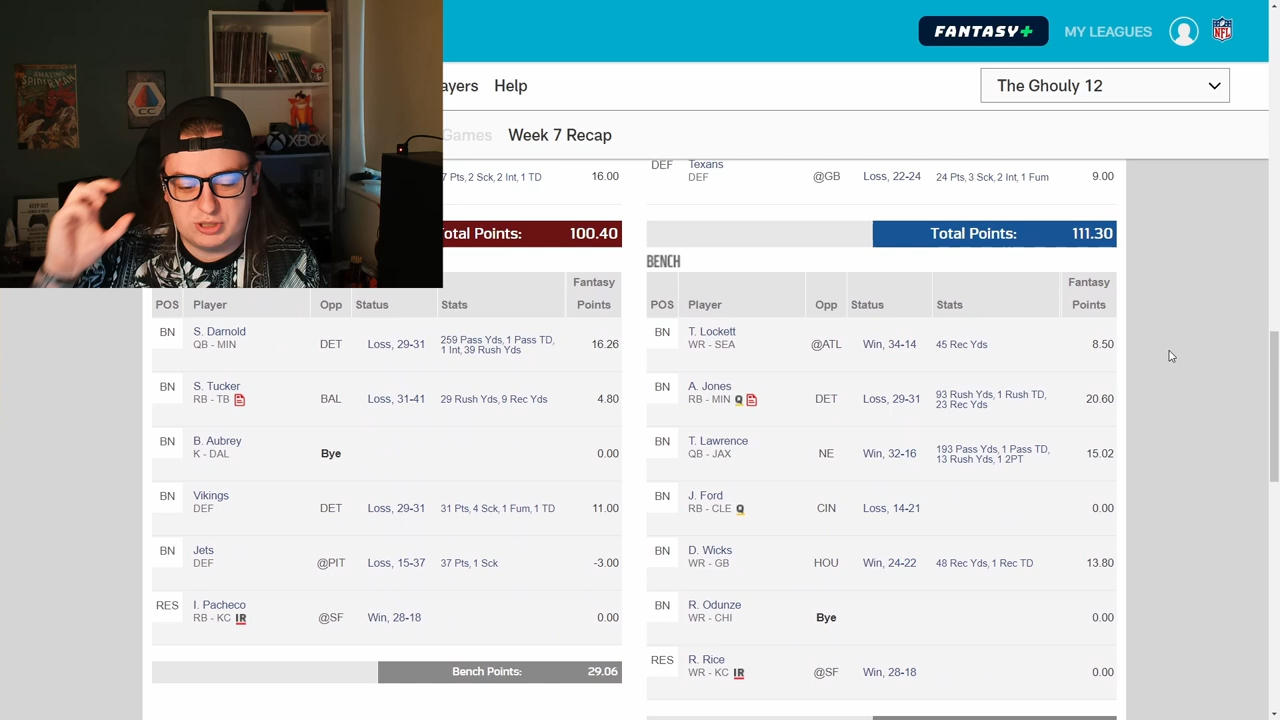 AMAZING
SPIDER-MAN
CC
XBOX
KEEP OUT
FANTASY+
MY LEAGUES
NFL
ayers
Help
The Ghouly 12
Games
Week 7 Recap
7 Pts, 2 Sck, 2 Int, 1 TD 16.00
DEF Texans DEF @GB Loss, 22-24 24 Pts, 3 Sck, 2 Int, 1 Fum 9.00
otal Points: 100.40
Total Points: 111.30
BENCH
POS Player Opp Status Stats Fantasy Points
BN S. Darnold QB - MIN DET Loss, 29-31 259 Pass Yds, 1 Pass TD, 1 Int, 39 Rush Yds 16.26
BN S. Tucker RB - TB BAL Loss, 31-41 29 Rush Yds, 9 Rec Yds 4.80
BN B. Aubrey K - DAL Bye 0.00
BN Vikings DEF DET Loss, 29-31 31 Pts, 4 Sck, 1 Fum, 1 TD 11.00
BN Jets DEF @PIT Loss, 15-37 37 Pts, 1 Sck -3.00
RES I. Pacheco RB - KC IR @SF Win, 28-18 0.00
Bench Points: 29.06
POS Player Opp Status Stats Fantasy Points
BN T. Lockett WR - SEA @ATL Win, 34-14 45 Rec Yds 8.50
BN A. Jones RB - MIN Q DET Loss, 29-31 93 Rush Yds, 1 Rush TD, 23 Rec Yds 20.60
BN T. Lawrence QB - JAX NE Win, 32-16 193 Pass Yds, 1 Pass TD, 13 Rush Yds, 1 2PT 15.02
BN J. Ford RB - CLE Q CIN Loss, 14-21 0.00
BN D. Wicks WR - GB HOU Win, 24-22 48 Rec Yds, 1 Rec TD 13.80
BN R. Odunze WR - CHI Bye 0.00
RES R. Rice WR - KC IR @SF Win, 28-18 0.00